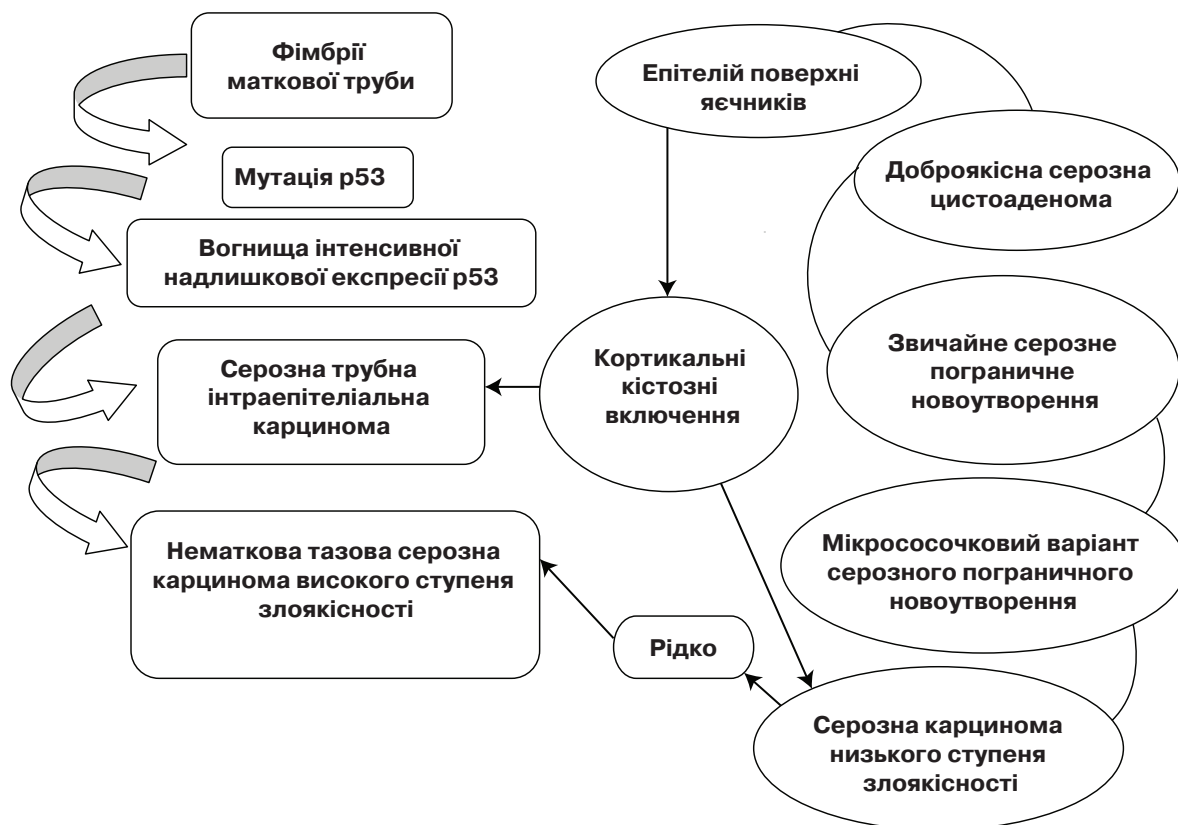 Фімбрії
маткової труби
Мутація р53
Вогнища інтенсивної
надлишкової експресії р53
Серозна трубна
інтраепітеліальна
карцинома
Нематкова тазова серозна
карцинома високого ступеня
злоякісності
Епітелій поверхні
яєчників
Доброякісна серозна
цистоаденома
Кортикальні
кістозні
включення
Звичайне серозне
пограничне
новоутворення
Мікрососочковий варіант
серозного пограничного
новоутворення
Рідко
Серозна карцинома
низького ступеня
злоякісності